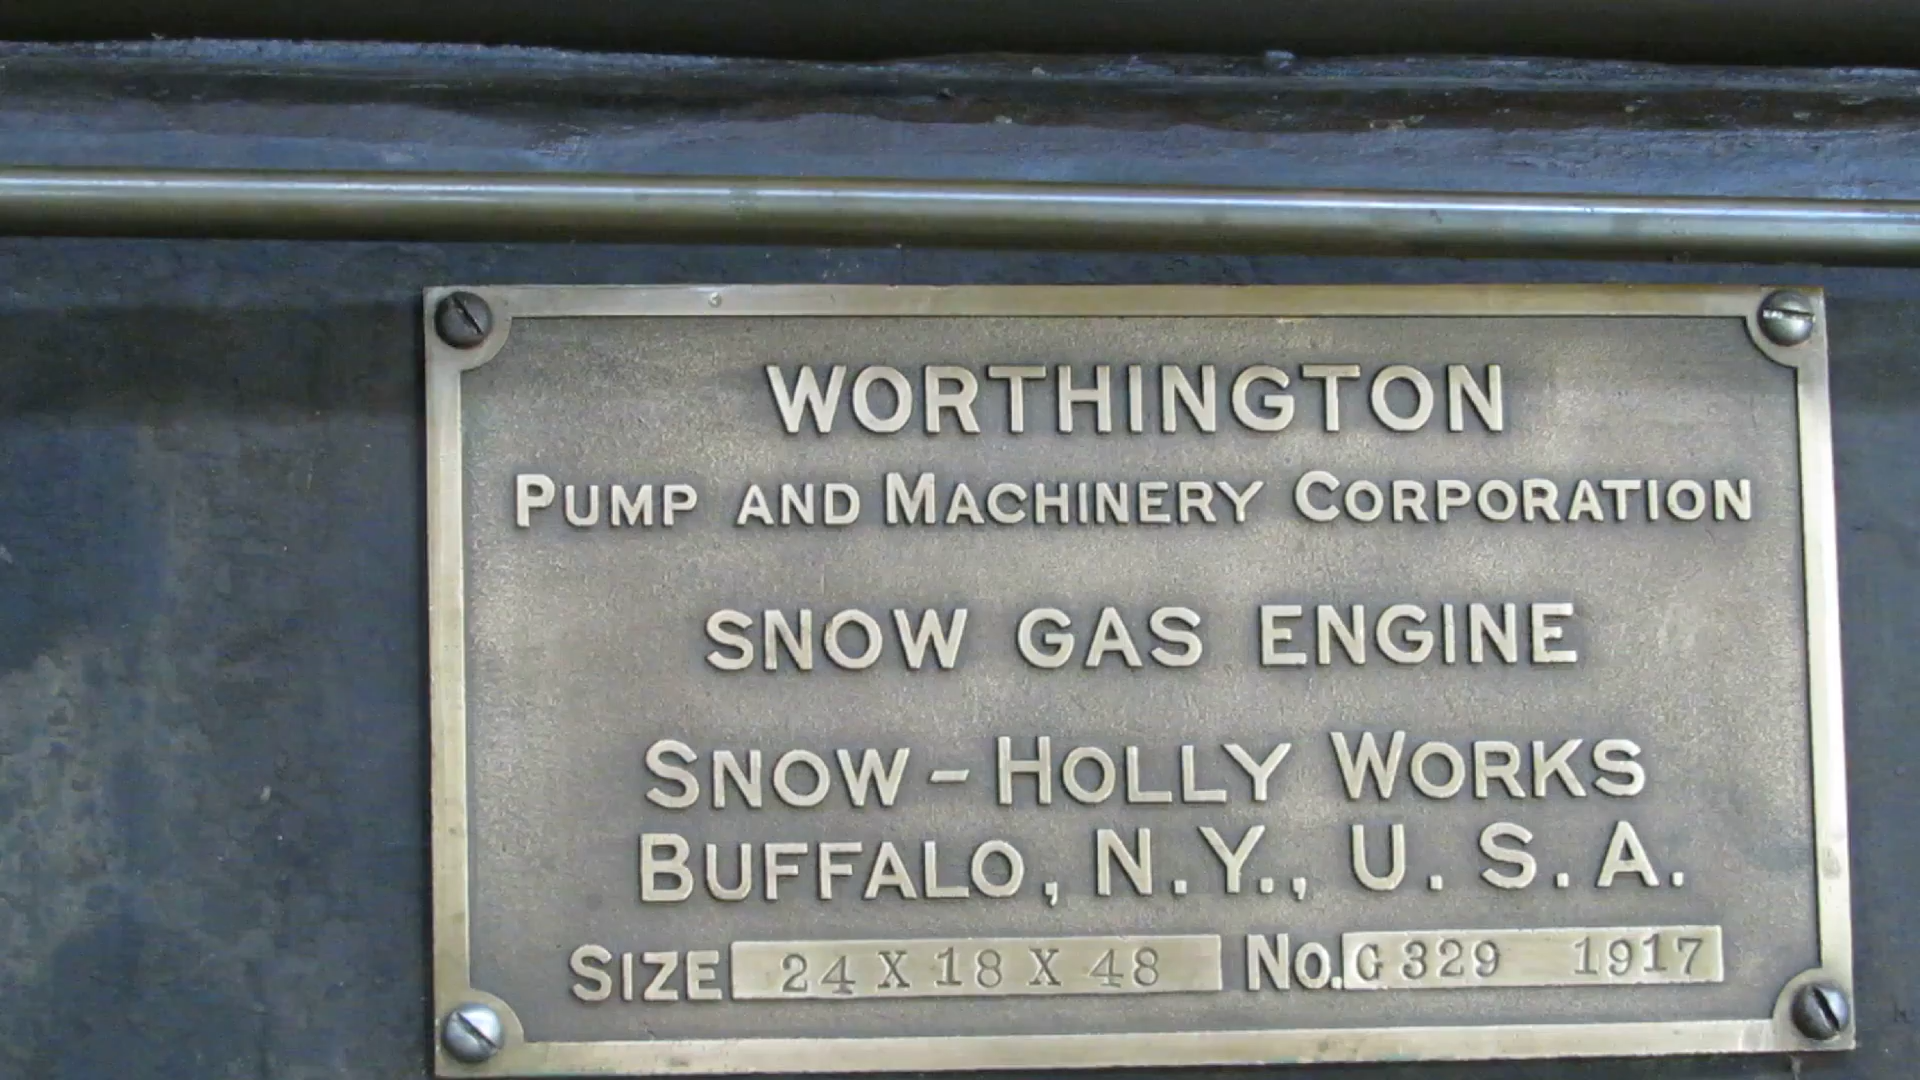 WORTHINGTON
PUMP AND MACHINERY CORPORATION
SNOW GAS ENGINE
SNOW-HOLLY WORKS
BUFFALO, N.Y., U.S.A.
SIZE 24 X 18 X 48 NO. G 329 1917